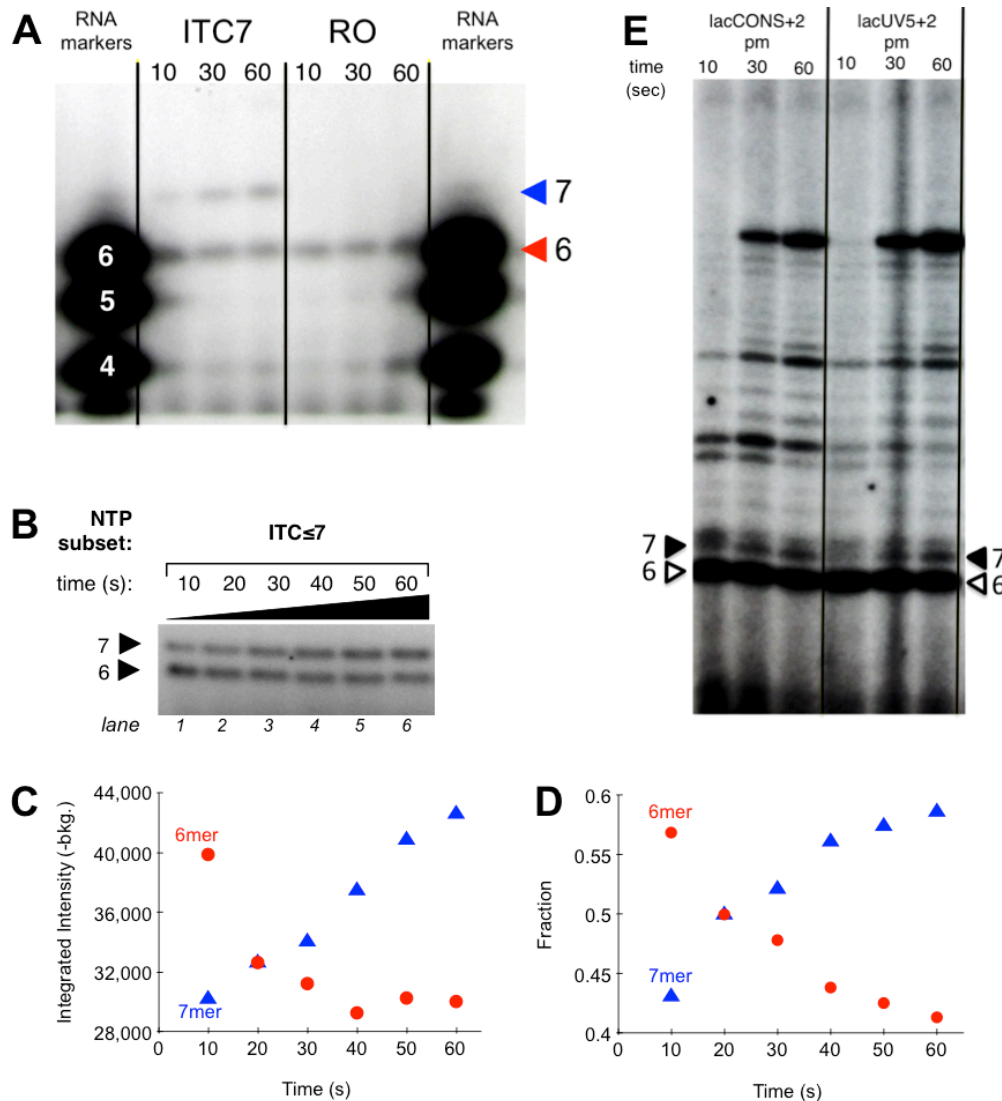 A
RNA markers
ITC7
RO
RNA markers
10 30 60 10 30 60
6
5
4
7
6
B
NTP subset:
ITC≤7
time (s):
10 20 30 40 50 60
7
6
lane 1 2 3 4 5 6
C
Integrated Intensity (-bkg.)
44,000
40,000
36,000
32,000
28,000
6mer
7mer
0 10 20 30 40 50 60
Time (s)
D
Fraction
0.6
0.55
0.5
0.45
0.4
6mer
7mer
0 10 20 30 40 50 60
Time (s)
E
lacCONS+2 pm
lacUV5+2 pm
time (sec)
10 30 60 10 30 60
7
6
7
6